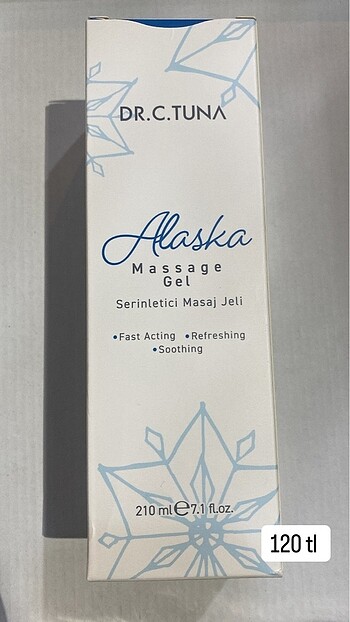 DR.C.TUNA
Alaska
Massage
Gel
Serinletici Masaj Jeli
•Fast Acting •Refreshing
•Soothing
210 ml ℮ 7.1 fl.oz.
120 tl